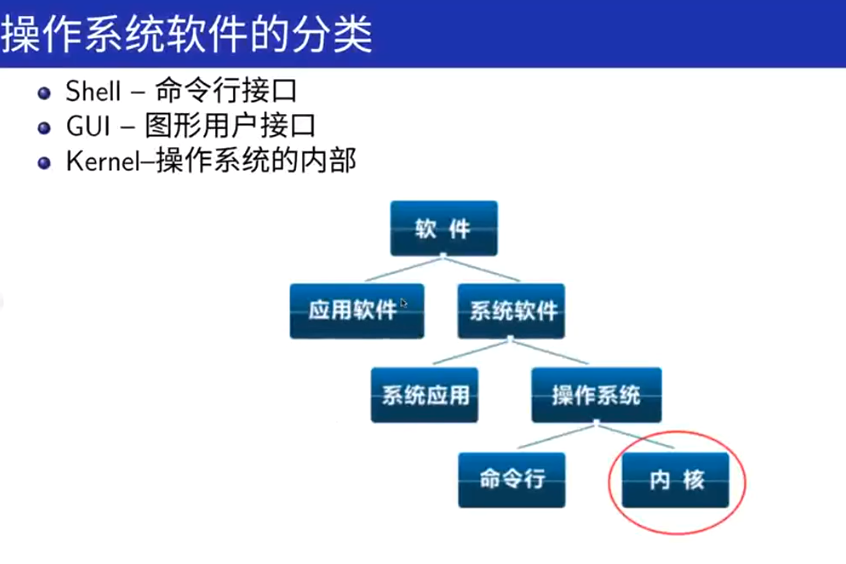 操作系统软件的分类
Shell – 命令行接口
GUI – 图形用户接口
Kernel–操作系统的内部
软 件
应用软件 系统软件
系统应用 操作系统
命令行 内 核